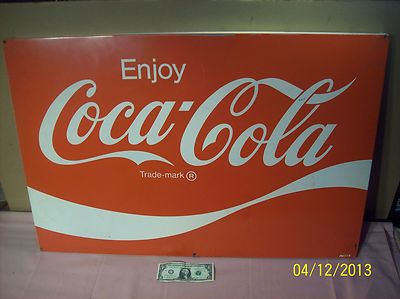 Enjoy
Coca-Cola
Trade-mark ®
04/12/2013